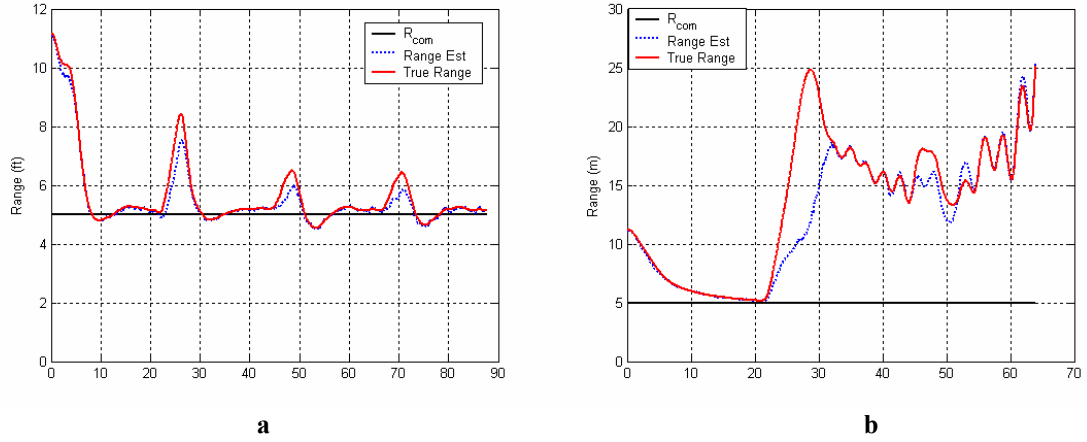 12
10
8
6
4
2
0
Range (ft)
0 10 20 30 40 50 60 70 80 90
R_com
Range Est
True Range
a
30
25
20
15
10
5
0
Range (m)
0 10 20 30 40 50 60 70
R_com
Range Est
True Range
b